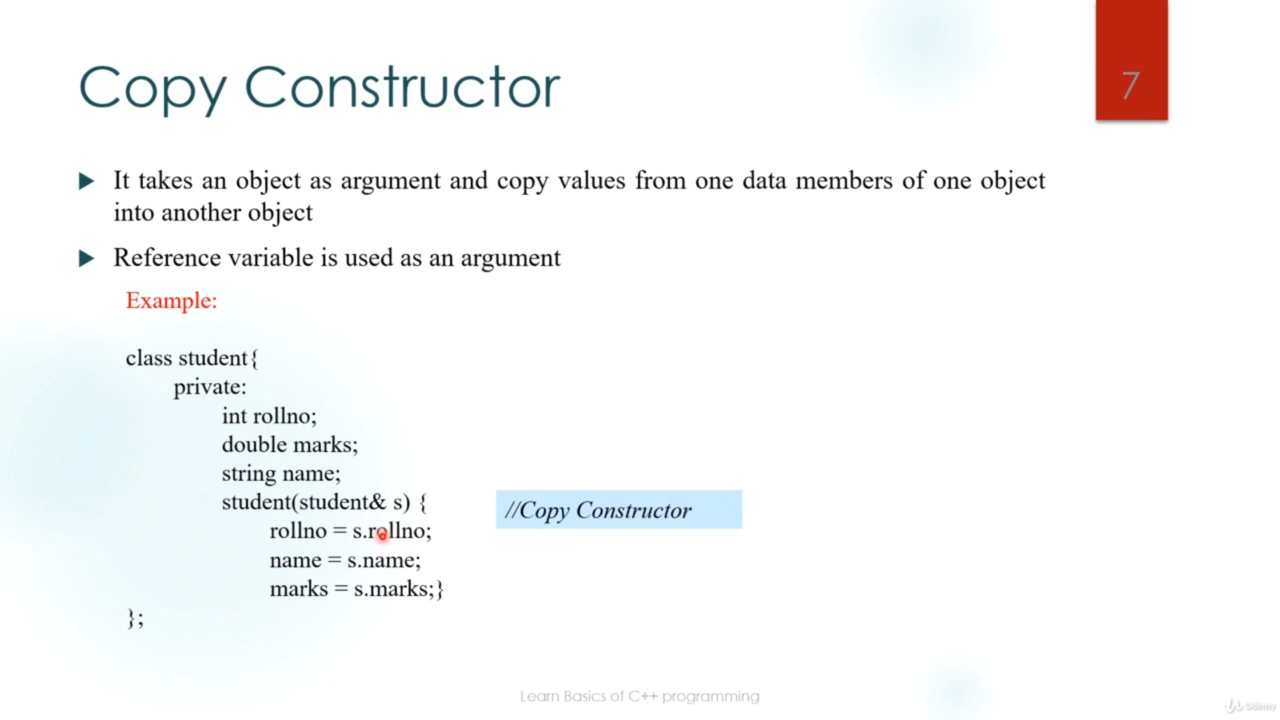 Copy Constructor
7
It takes an object as argument and copy values from one data members of one object
into another object
Reference variable is used as an argument
Example:
class student{
private:
int rollno;
double marks;
string name;
student(student& s) {
//Copy Constructor
rollno = s.rollno;
name = s.name;
marks = s.marks;}
};
Learn Basics of C++ programming
Udemy